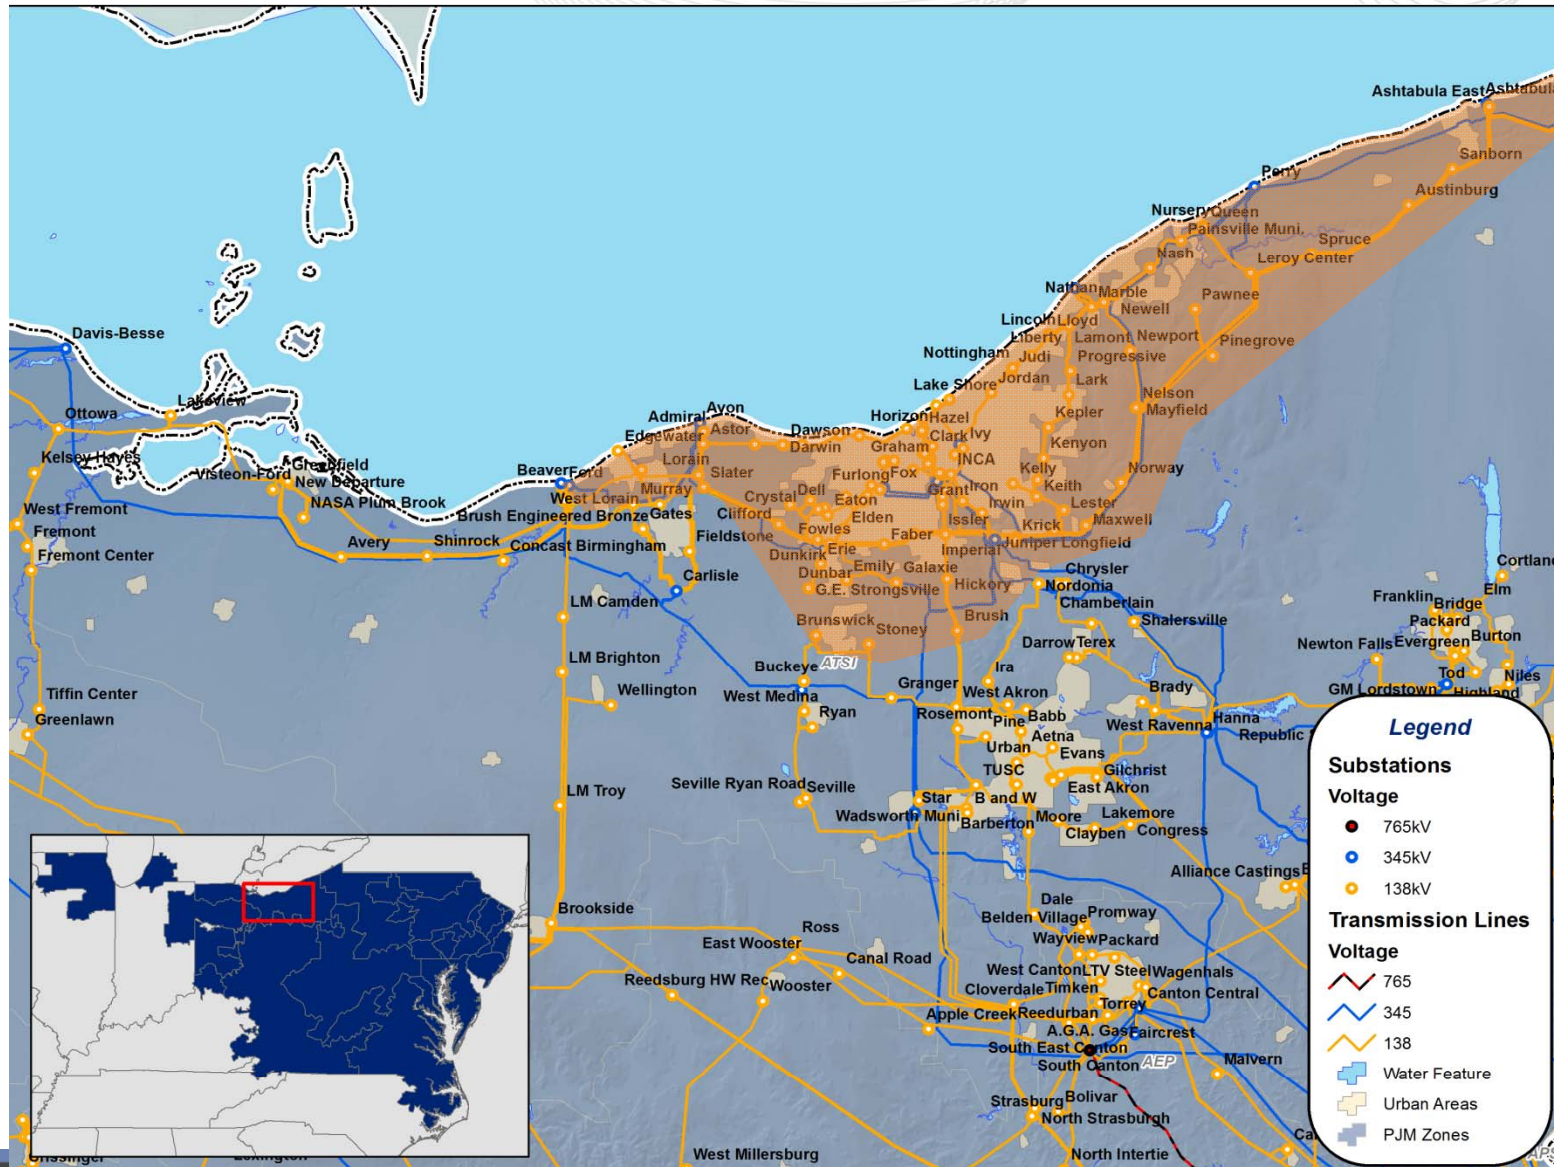 Ashtabula East
Ashtabula
Sanborn
Perry
Austinburg
Nursery
Queen
Painsville Muni.
Spruce
Nash
Leroy Center
Nathan
Marble
Pawnee
Newell
Lincoln
Lloyd
Davis-Besse
Liberty
Lamont
Newport
Pinegrove
Nottingham
Judi
Progressive
Jordan
Lark
Lake Shore
Nelson
Lakeview
Avon
Mayfield
Ottowa
Admiral
Horizon
Hazel
Kepler
Astor
Dawson
Clark
Ivy
Edgewater
Darwin
Graham
Kenyon
Kelsey Hayes
Greenfield
Lorain
INCA
Visteon-Ford
Beaver
Ford
Slater
Furlong
Fox
Kelly
Norway
New Departure
Murray
Dell
Grant
Iron
Keith
NASA Plum Brook
West Lorain
Crystal
Eaton
Irwin
Lester
West Fremont
Brush Engineered Bronze
Gates
Clifford
Elden
Issler
Krick
Maxwell
Fremont
Avery
Shinrock
Fieldstone
Fowles
Faber
Fremont Center
Concast Birmingham
Dunkirk
Erie
Imperial
Juniper
Longfield
Cortland
Carlisle
Dunbar
Emily
Galaxie
Hickory
Chrysler
Nordonia
Elm
LM Camden
G.E. Strongsville
Chamberlain
Franklin
Bridge
Brunswick
Stoney
Brush
Shalersville
Packard
Darrow
Terex
Newton Falls
Evergreen
Burton
LM Brighton
Buckeye
ATSI
Ira
Tod
Niles
Tiffin Center
Wellington
West Medina
Granger
West Akron
Brady
GM Lordstown
Highland
Greenlawn
Ryan
Rosemont
Pine
Babb
West Ravenna
Hanna
Aetna
Republic
Urban
Evans
TUSC
Gilchrist
Seville Ryan Road
Seville
East Akron
LM Troy
Star
B and W
Wadsworth Muni
Barberton
Moore
Lakemore
Clayben
Congress
Alliance Castings
Brookside
Dale
Ross
Belden Village
Promway
East Wooster
Wayview
Packard
Canal Road
Reedsburg
HW Rec
Wooster
West Canton
LTV Steel
Wagenhals
Cloverdale
Timken
Canton Central
Torrey
Apple Creek
Reedurban
A.G.A. Gas
Faircrest
South East Canton
AEP
South Canton
Malvern
Strasburg
Bolivar
North Strasburgh
West Millersburg
North Intertie
Legend
Substations
Voltage
765kV
345kV
138kV
Transmission Lines
Voltage
765
345
138
Water Feature
Urban Areas
PJM Zones